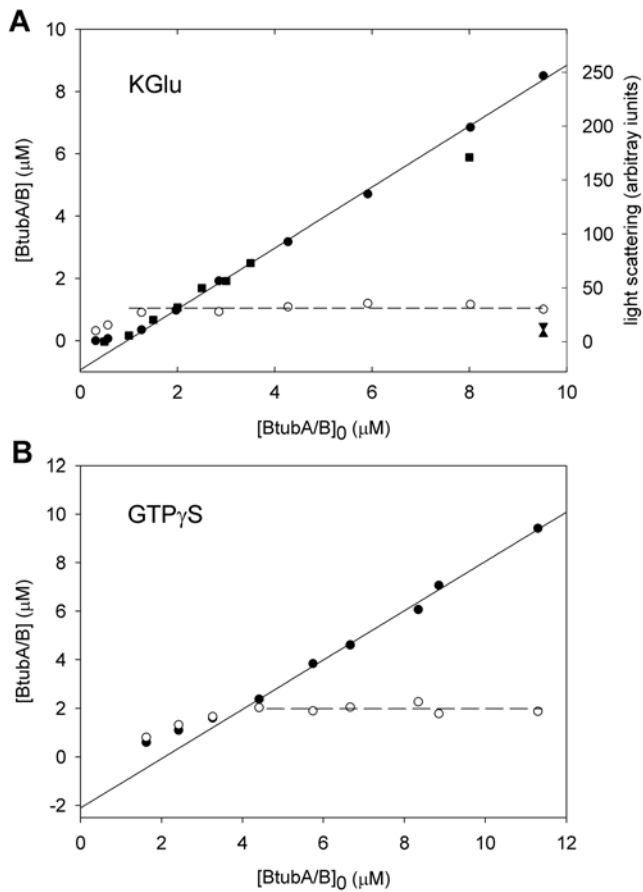 A
KGlu
[BtubA/B] (μM)
10
8
6
4
2
0
250
200
150
100
50
0
light scattering (arbitray iunits)
0 2 4 6 8 10
[BtubA/B]0 (μM)
B
GTPγS
[BtubA/B] (μM)
12
10
8
6
4
2
0
-2
0 2 4 6 8 10 12
[BtubA/B]0 (μM)